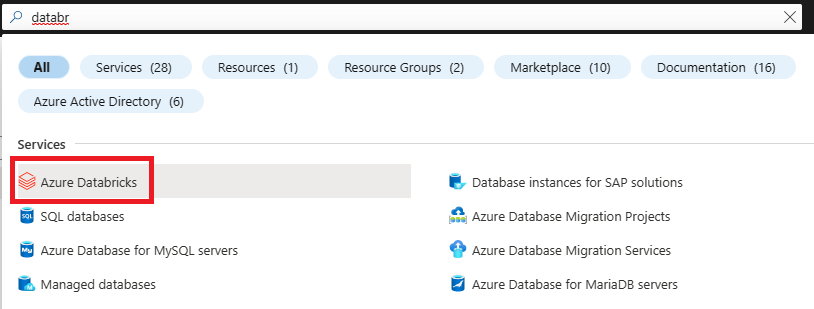 databr
All
Services (28)
Resources (1)
Resource Groups (2)
Marketplace (10)
Documentation (16)
Azure Active Directory (6)
Services
Azure Databricks
SQL databases
Azure Database for MySQL servers
Managed databases
Database instances for SAP solutions
Azure Database Migration Projects
Azure Database Migration Services
Azure Database for MariaDB servers